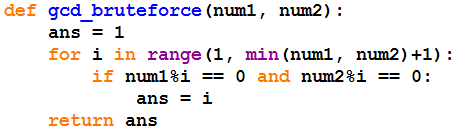 def gcd_bruteforce(num1, num2):
    ans = 1
    for i in range(1, min(num1, num2)+1):
        if num1%i == 0 and num2%i == 0:
            ans = i
    return ans